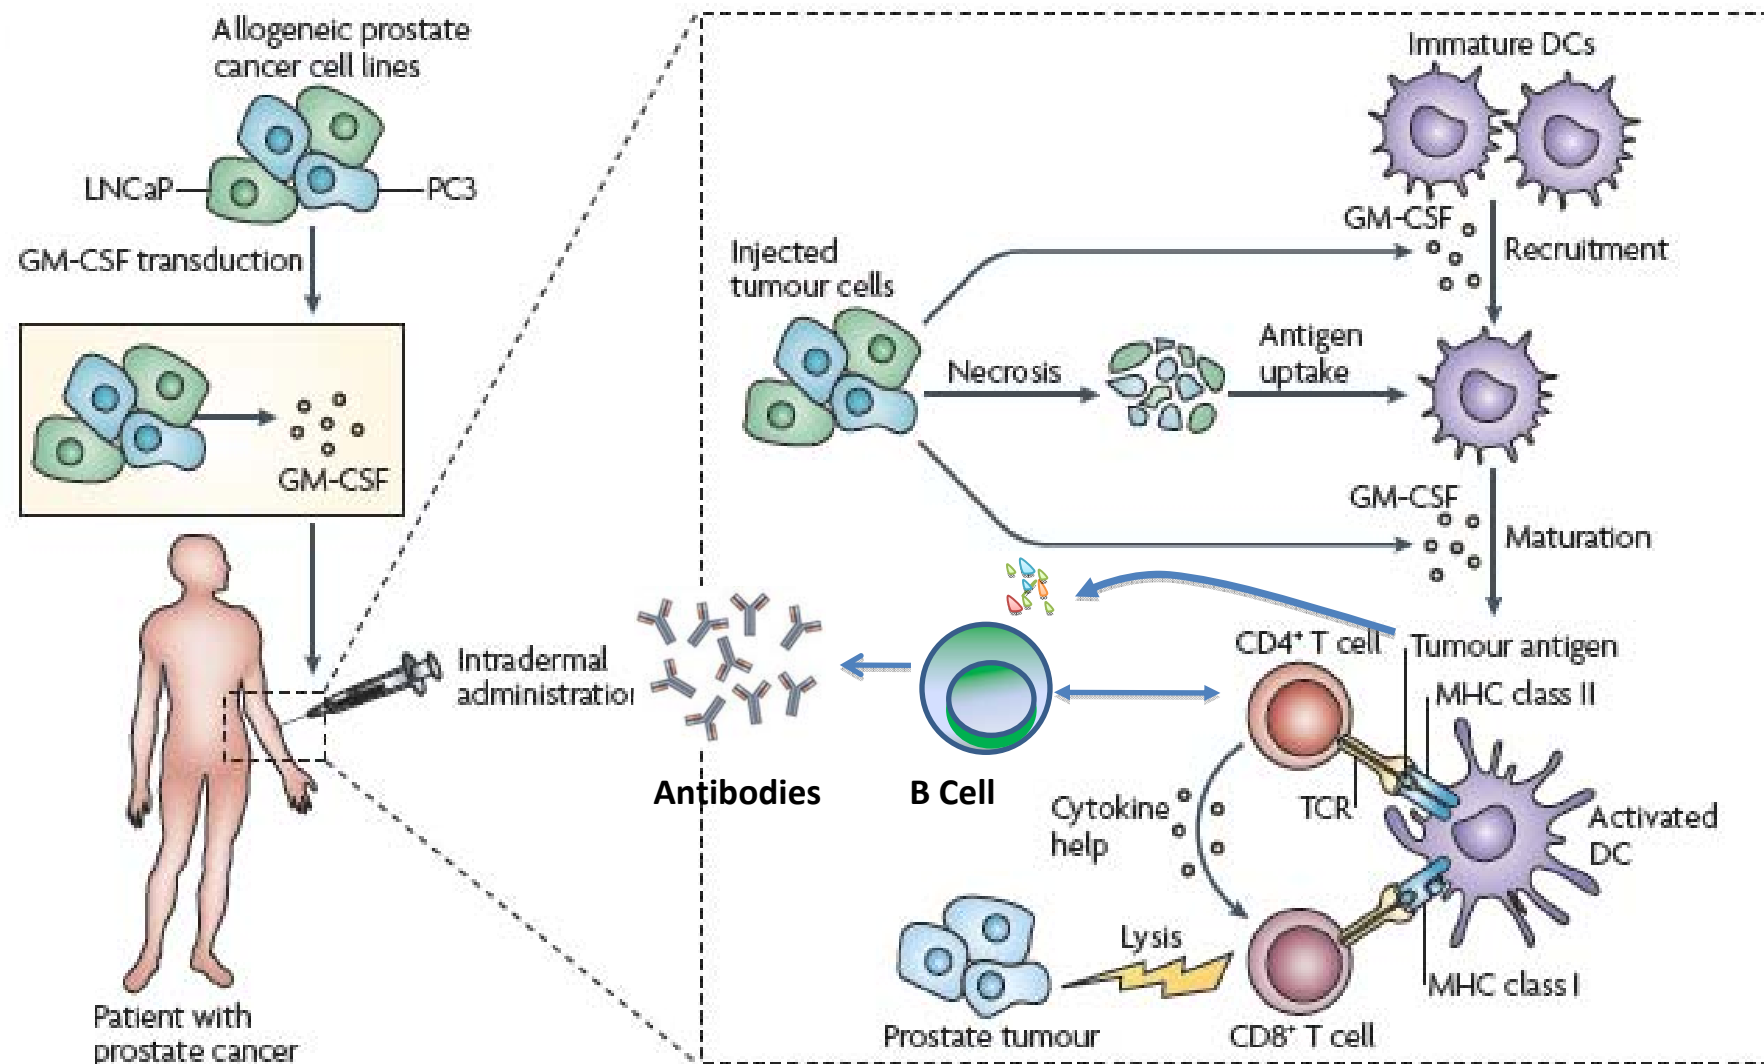 Allogeneic prostate
cancer cell lines
LNCaP
PC3
GM-CSF transduction
GM-CSF
Intradermal
administration
Patient with
prostate cancer
Immature DCs
GM-CSF
Recruitment
Injected
tumour cells
Necrosis
Antigen
uptake
GM-CSF
Maturation
CD4⁺ T cell
Tumour antigen
MHC class II
TCR
Activated
DC
Antibodies
B Cell
Cytokine
help
Lysis
MHC class I
Prostate tumour
CD8⁺ T cell